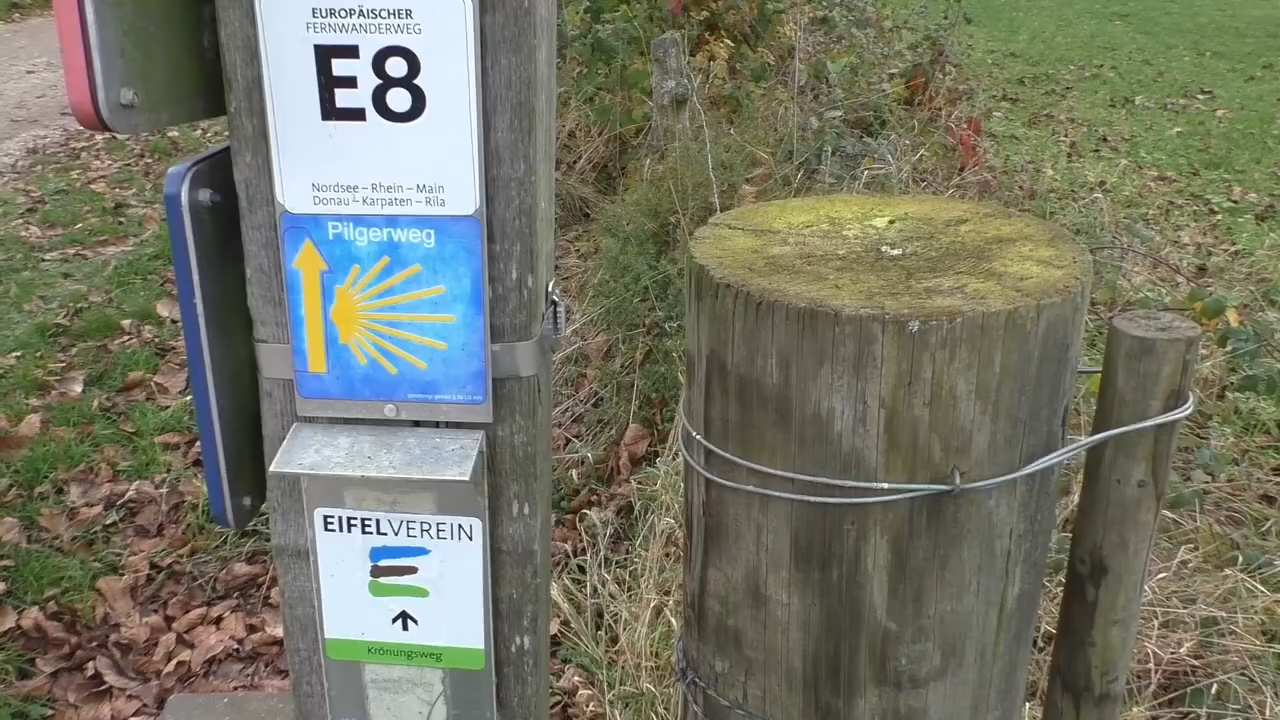 EUROPÄISCHER
FERNWANDERWEG
E8
Nordsee – Rhein – Main
Donau – Karpaten – Rila
Pilgerweg
EIFELVEREIN
Krönungsweg